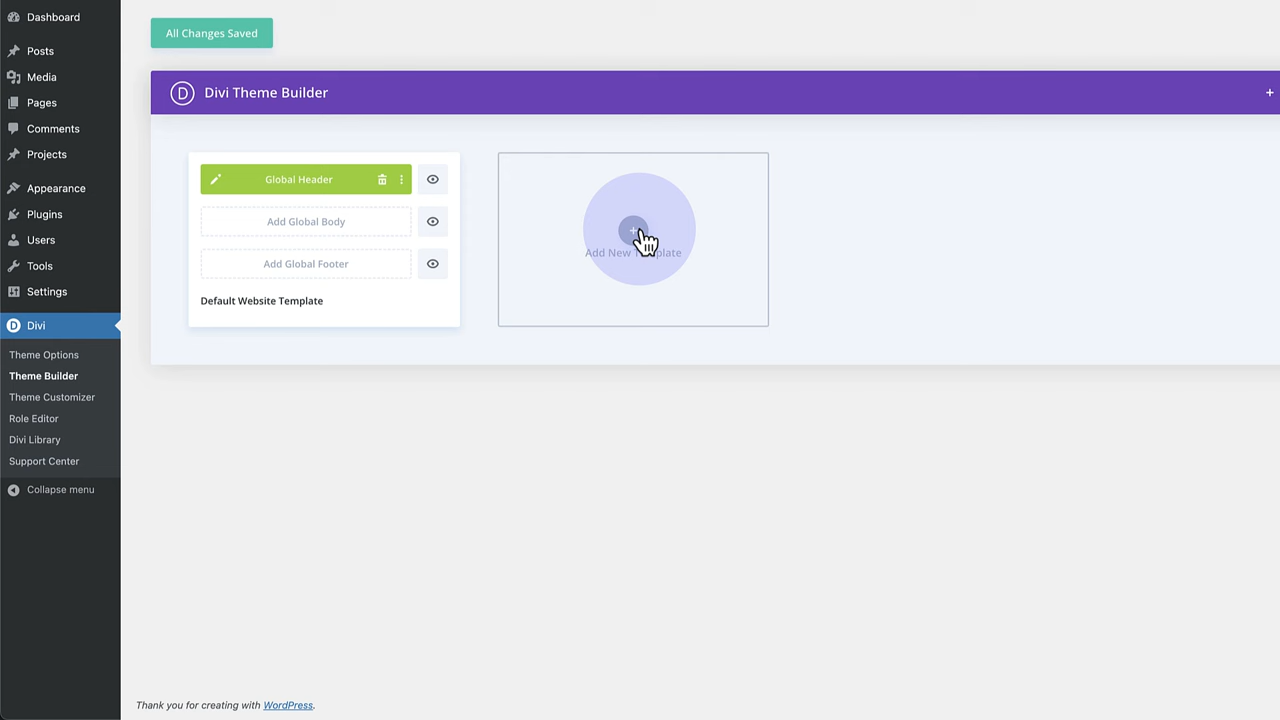 Dashboard
Posts
Media
Pages
Comments
Projects
Appearance
Plugins
Users
Tools
Settings
Divi
Theme Options
Theme Builder
Theme Customizer
Role Editor
Divi Library
Support Center
Collapse menu
All Changes Saved
D Divi Theme Builder
+
Global Header
Add Global Body
Add Global Footer
Default Website Template
Add New Template
Thank you for creating with WordPress.